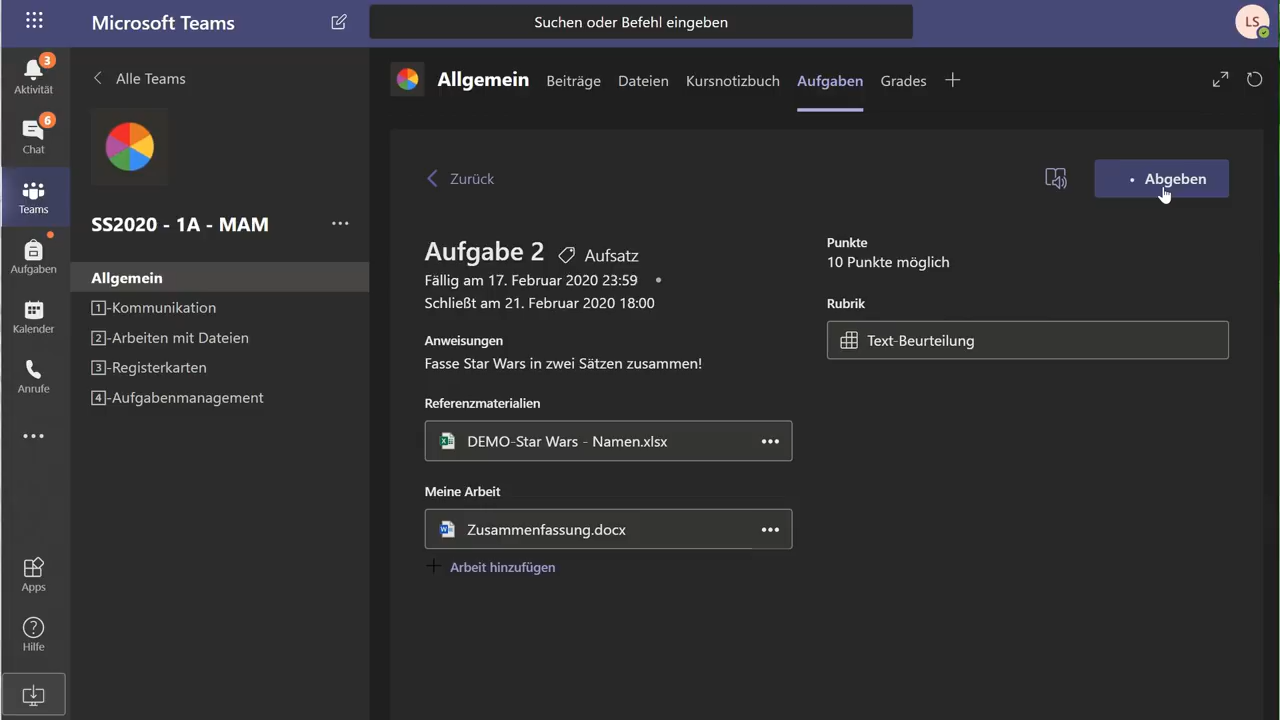 Microsoft Teams
Suchen oder Befehl eingeben
LS
3
Aktivität
6
Chat
Teams
Aufgaben
Kalender
Anrufe
Apps
Hilfe
Alle Teams
SS2020 - 1A - MAM
Allgemein
1-Kommunikation
2-Arbeiten mit Dateien
3-Registerkarten
4-Aufgabenmanagement
Allgemein Beiträge Dateien Kursnotizbuch Aufgaben Grades
Zurück
Abgeben
Aufgabe 2 Aufsatz
Fällig am 17. Februar 2020 23:59 •
Schließt am 21. Februar 2020 18:00
Anweisungen
Fasse Star Wars in zwei Sätzen zusammen!
Referenzmaterialien
DEMO-Star Wars - Namen.xlsx
Meine Arbeit
Zusammenfassung.docx
Arbeit hinzufügen
Punkte
10 Punkte möglich
Rubrik
Text-Beurteilung